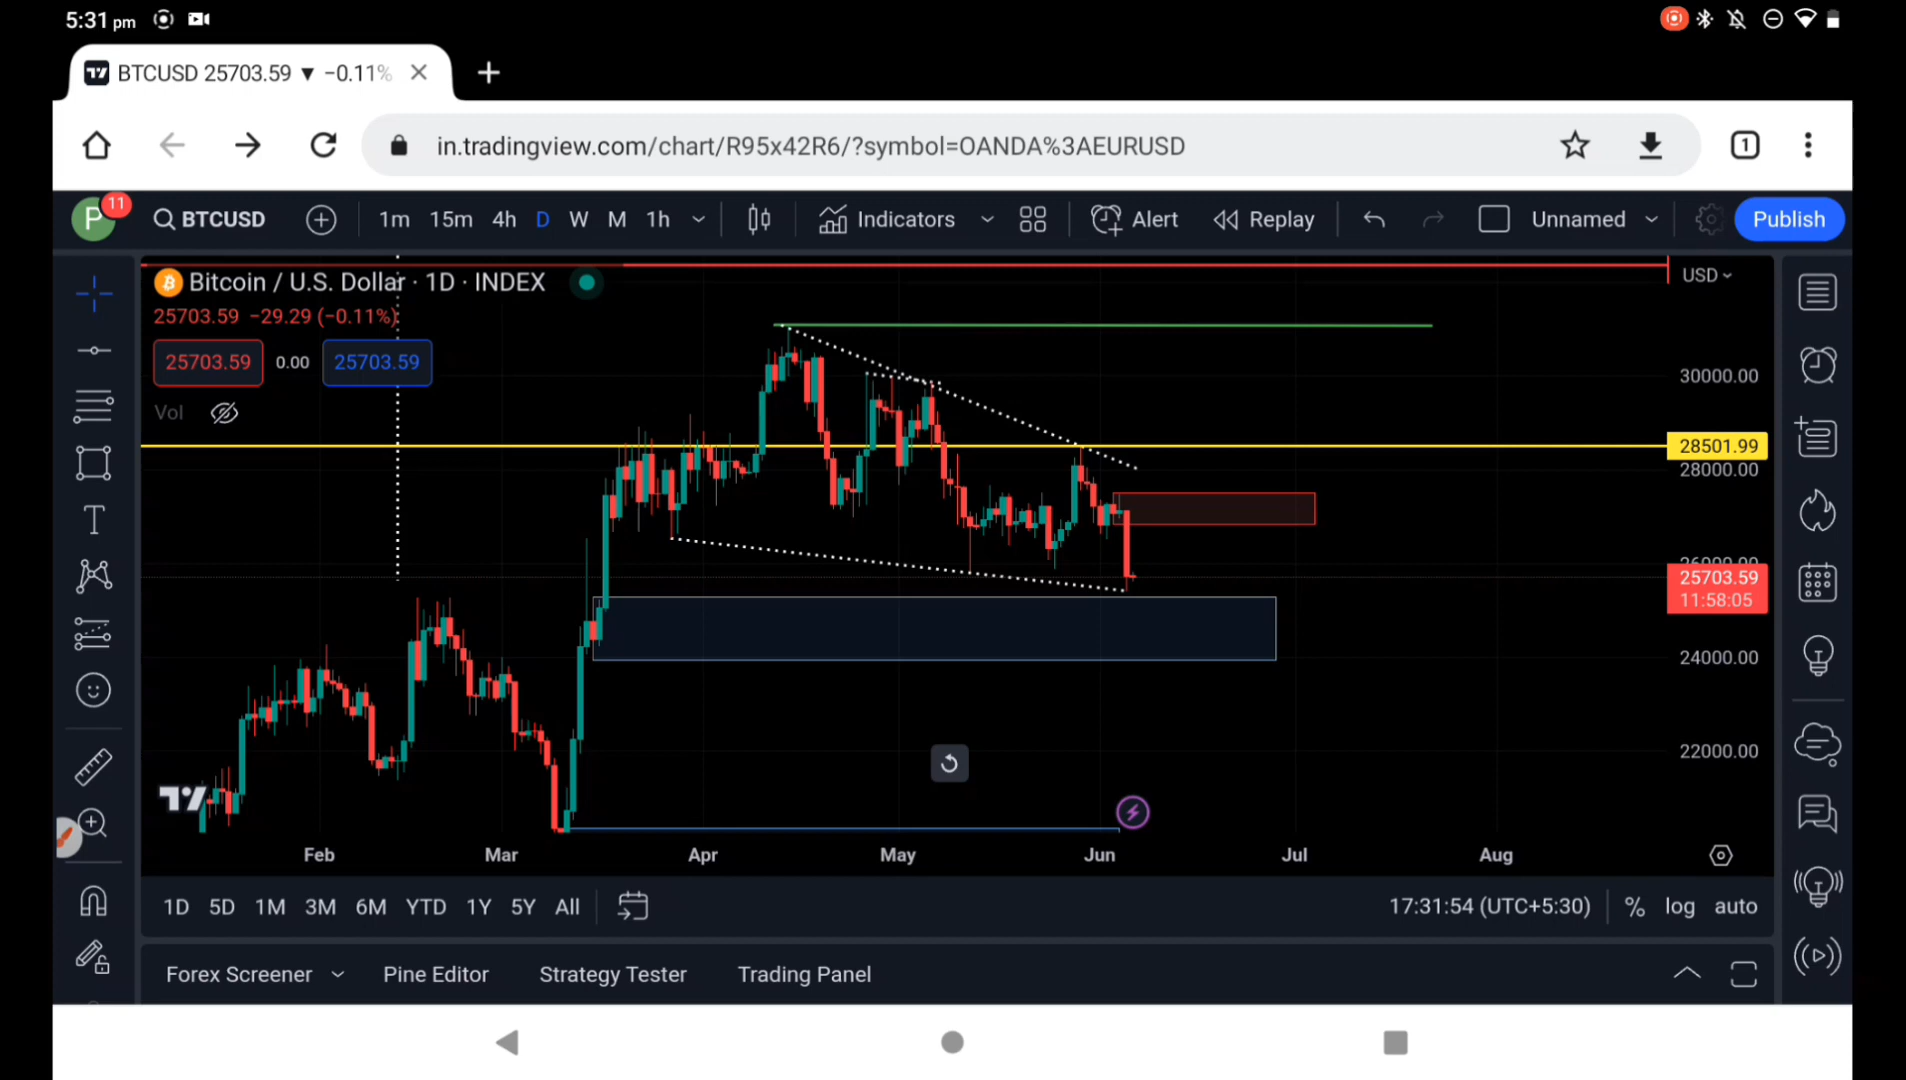 5:31 pm
BTCUSD 25703.59 ▼ −0.11%
1
in.tradingview.com/chart/R95x42R6/?symbol=OANDA%3AEURUSD
P 11 BTCUSD 1m 15m 4h D W M 1h Indicators Alert Replay Unnamed Publish
Bitcoin / U.S. Dollar · 1D · INDEX
USD
25703.59 −29.29 (−0.11%)
25703.59 0.00 25703.59
Vol
30000.00
28501.99
28000.00
26000.00
25703.59
11:58:05
24000.00
22000.00
Feb Mar Apr May Jun Jul Aug
1D 5D 1M 3M 6M YTD 1Y 5Y All 17:31:54 (UTC+5:30) % log auto
Forex Screener Pine Editor Strategy Tester Trading Panel